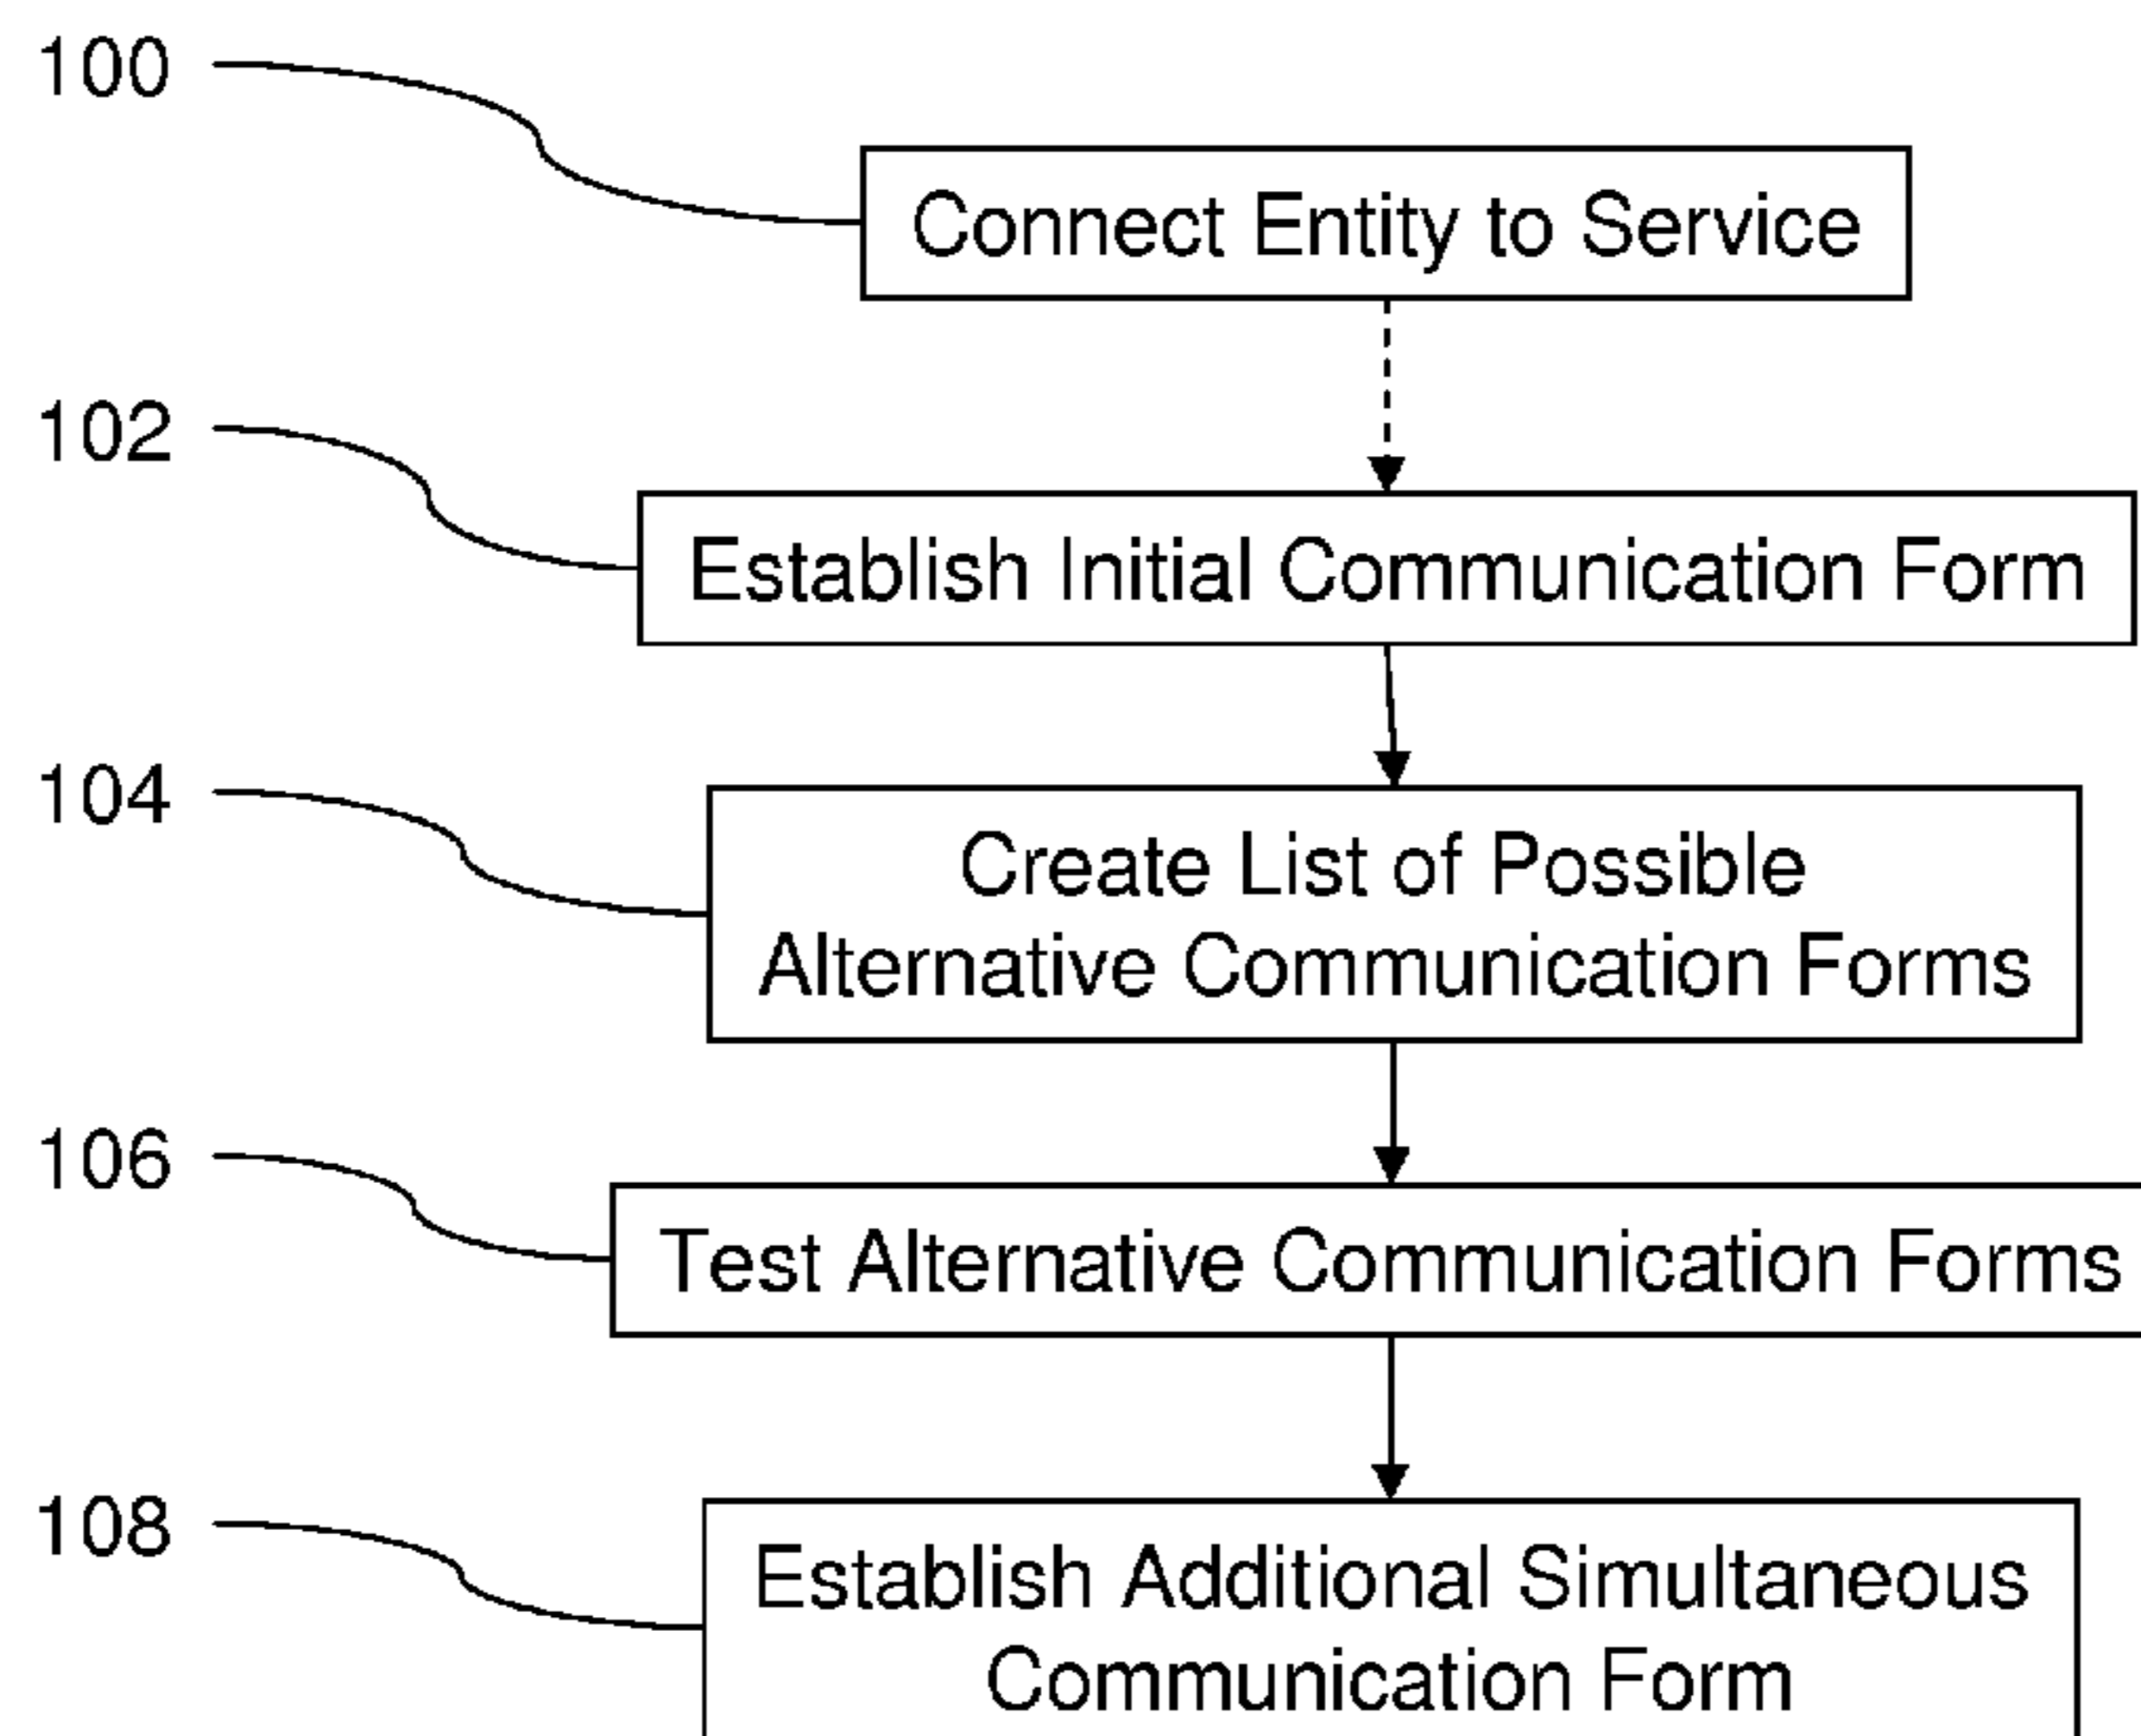 100
Connect Entity to Service
102
Establish Initial Communication Form
104
Create List of Possible
Alternative Communication Forms
106
Test Alternative Communication Forms
108
Establish Additional Simultaneous
Communication Form